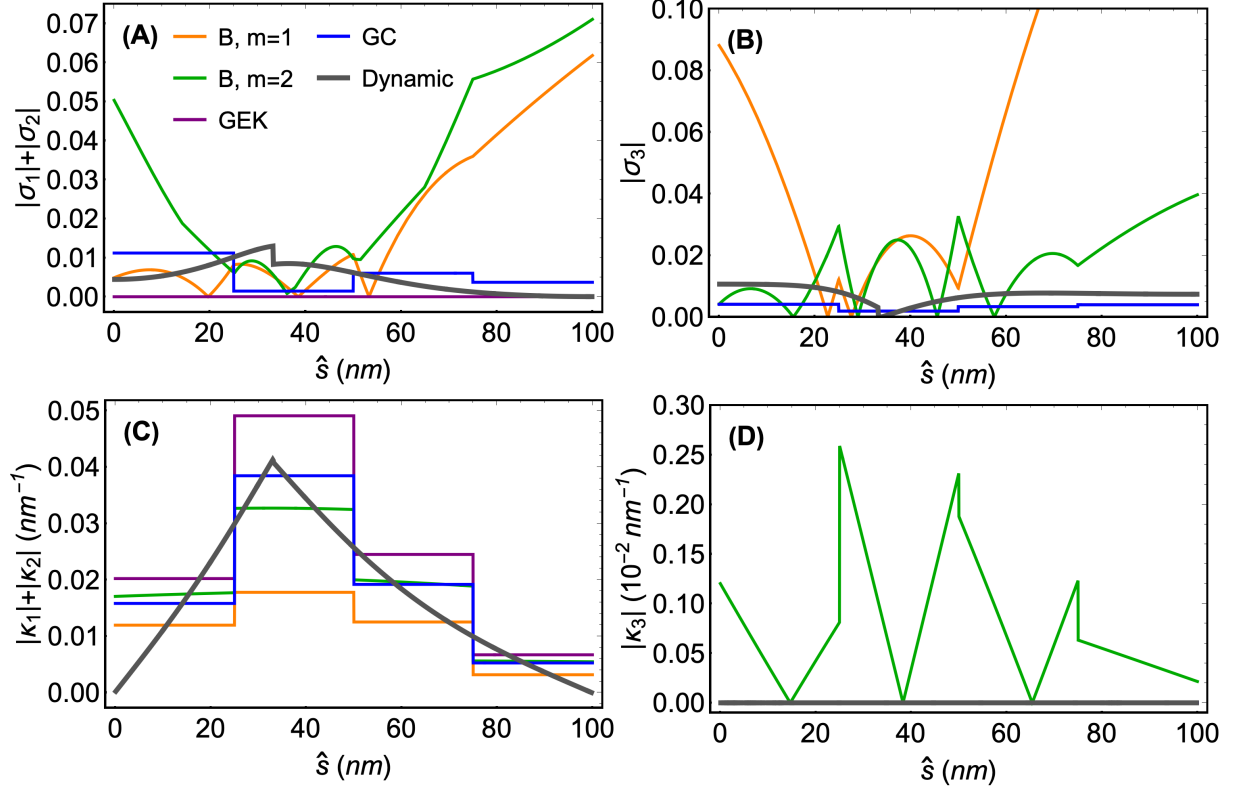 (A)
B, m=1
GC
B, m=2
Dynamic
GEK
|σ₁|+|σ₂|
0.07
0.06
0.05
0.04
0.03
0.02
0.01
0.00
0 20 40 60 80 100
ŝ (nm)
(B)
|σ₃|
0.10
0.08
0.06
0.04
0.02
0.00
0 20 40 60 80 100
ŝ (nm)
(C)
|κ₁|+|κ₂| (nm⁻¹)
0.05
0.04
0.03
0.02
0.01
0.00
0 20 40 60 80 100
ŝ (nm)
(D)
|κ₃| (10⁻² nm⁻¹)
0.30
0.25
0.20
0.15
0.10
0.05
0.00
0 20 40 60 80 100
ŝ (nm)